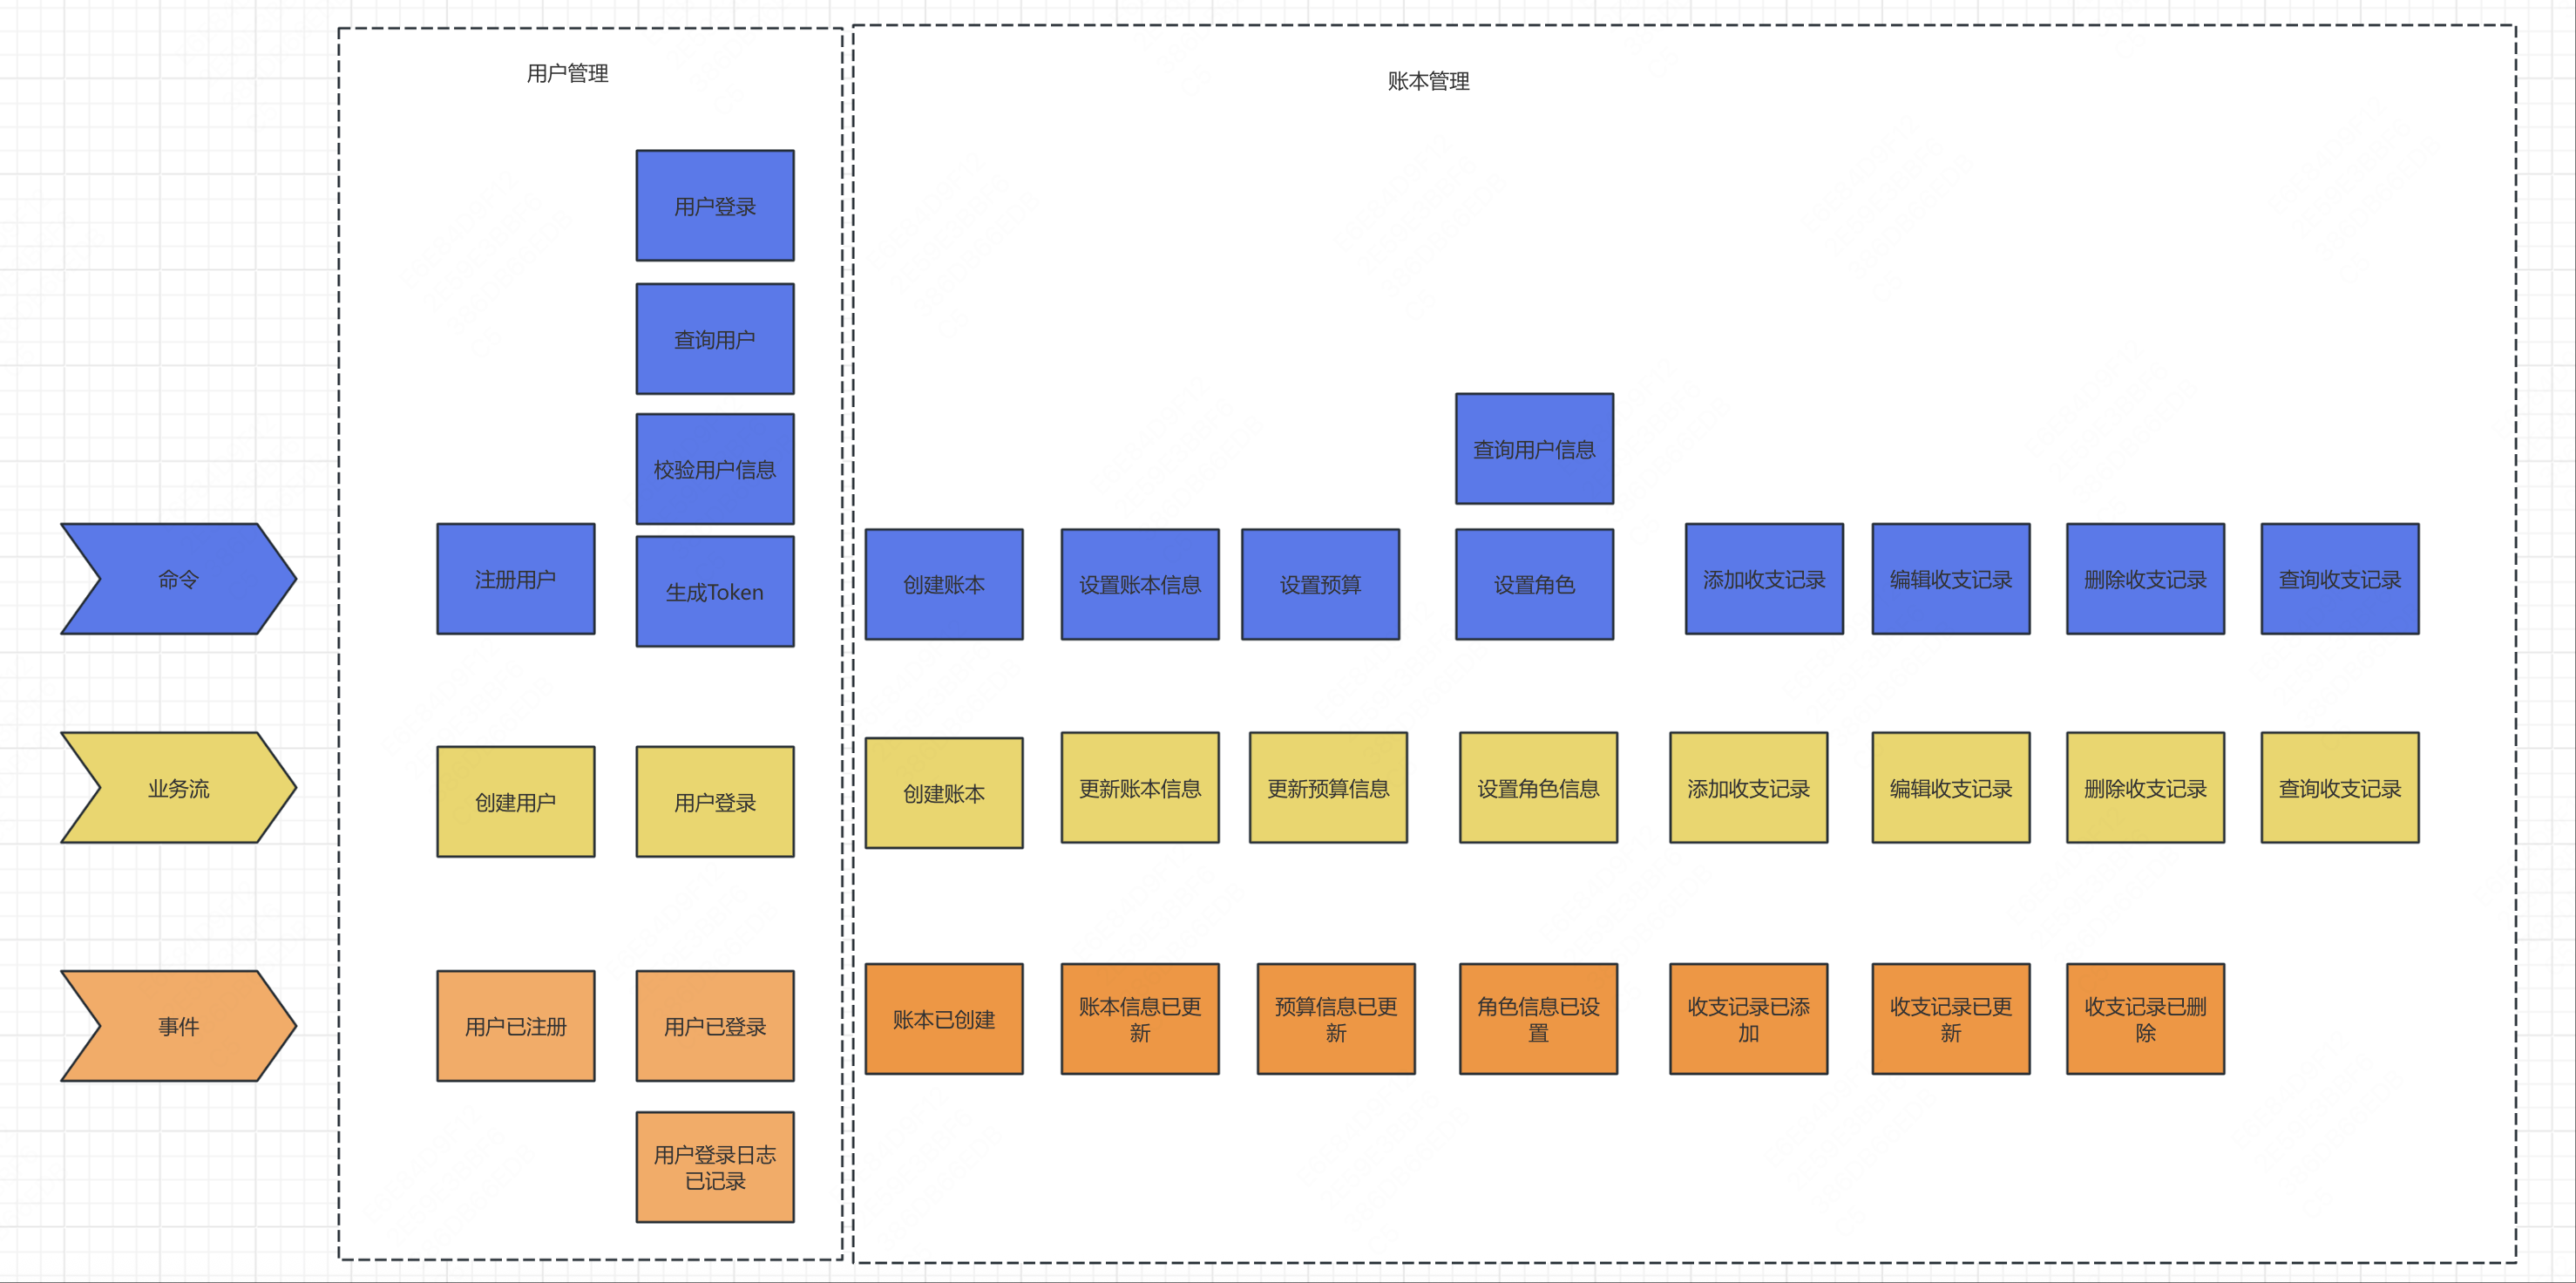 用户管理
账本管理
用户登录
查询用户
查询用户信息
校验用户信息
命令
注册用户
生成Token
创建账本
设置账本信息
设置预算
设置角色
添加收支记录
编辑收支记录
删除收支记录
查询收支记录
业务流
创建用户
用户登录
创建账本
更新账本信息
更新预算信息
设置角色信息
添加收支记录
编辑收支记录
删除收支记录
查询收支记录
事件
用户已注册
用户已登录
账本已创建
账本信息已更
新
预算信息已更
新
角色信息已设
置
收支记录已添
加
收支记录已更
新
收支记录已删
除
用户登录日志
已记录